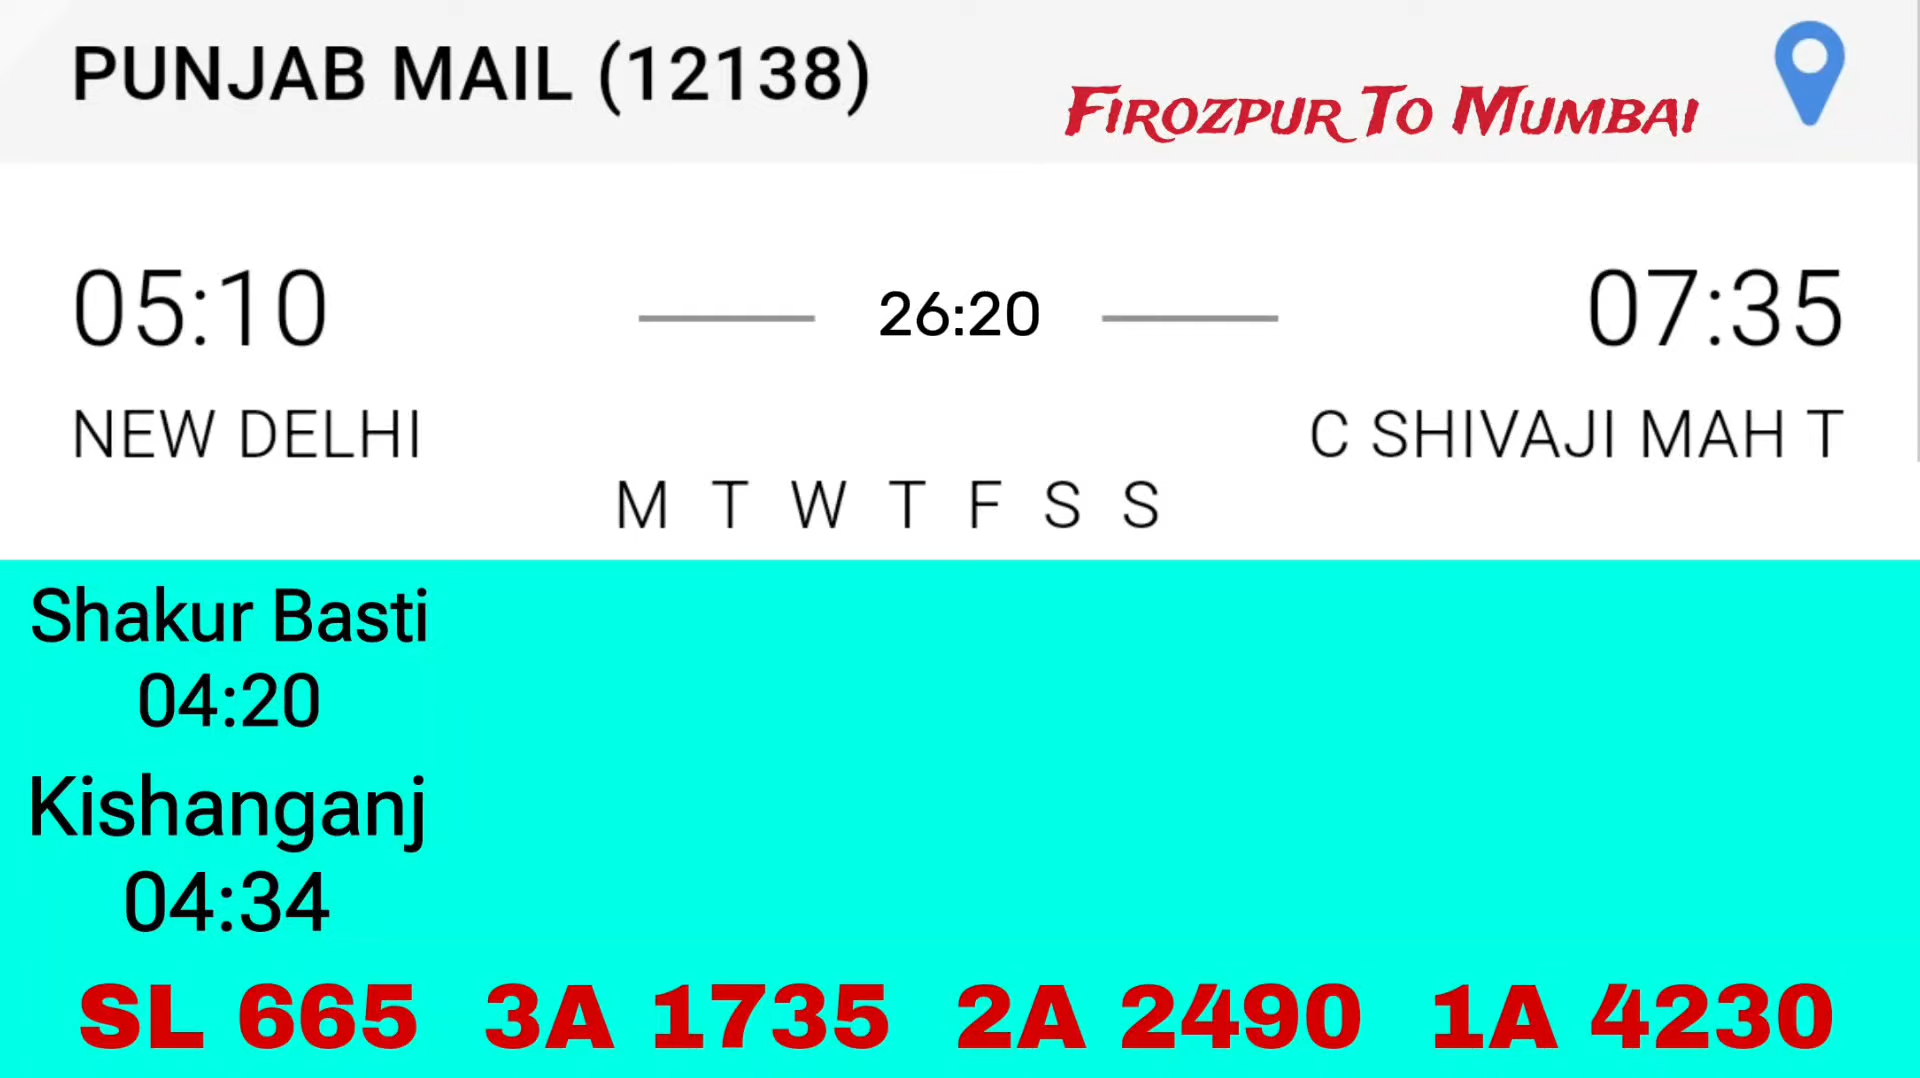 PUNJAB MAIL (12138)
FIROZPUR TO MUMBAI
05:10 26:20 07:35
NEW DELHI C SHIVAJI MAH T
M T W T F S S
Shakur Basti
04:20
Kishanganj
04:34
SL 665 3A 1735 2A 2490 1A 4230